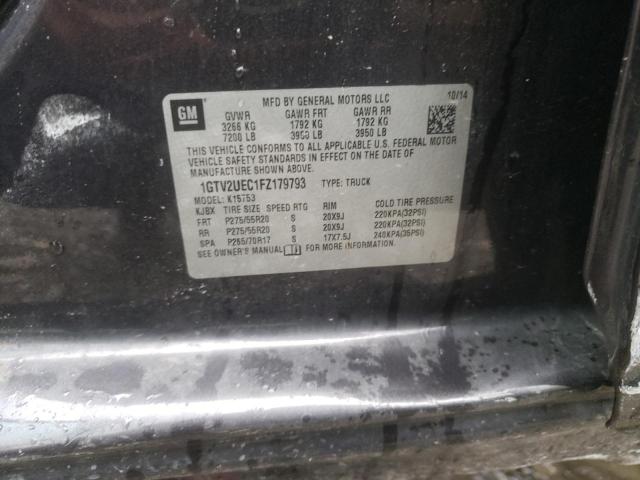 GM
MFD BY GENERAL MOTORS LLC
10/14
GVWR GAWR FRT GAWR RR
3266 KG 1792 KG 1792 KG
7200 LB 3950 LB 3950 LB
THIS VEHICLE CONFORMS TO ALL APPLICABLE U.S. FEDERAL MOTOR
VEHICLE SAFETY STANDARDS IN EFFECT ON THE DATE OF
MANUFACTURE SHOWN ABOVE.
1GTV2UEC1FZ179793 TYPE: TRUCK
MODEL: K15753
KJBX TIRE SIZE SPEED RTG RIM COLD TIRE PRESSURE
FRT P275/55R20 S 20X9J 220KPA(32PSI)
RR P275/55R20 S 20X9J 220KPA(32PSI)
SPA P265/70R17 S 17X7.5J 240KPA(35PSI)
SEE OWNER'S MANUAL FOR MORE INFORMATION.